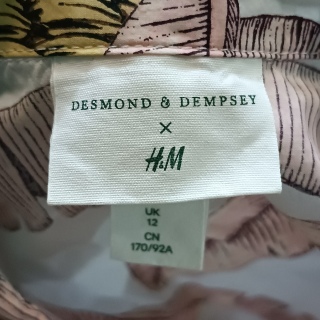 DESMOND & DEMPSEY
×
H&M
UK
12
CN
170/92A